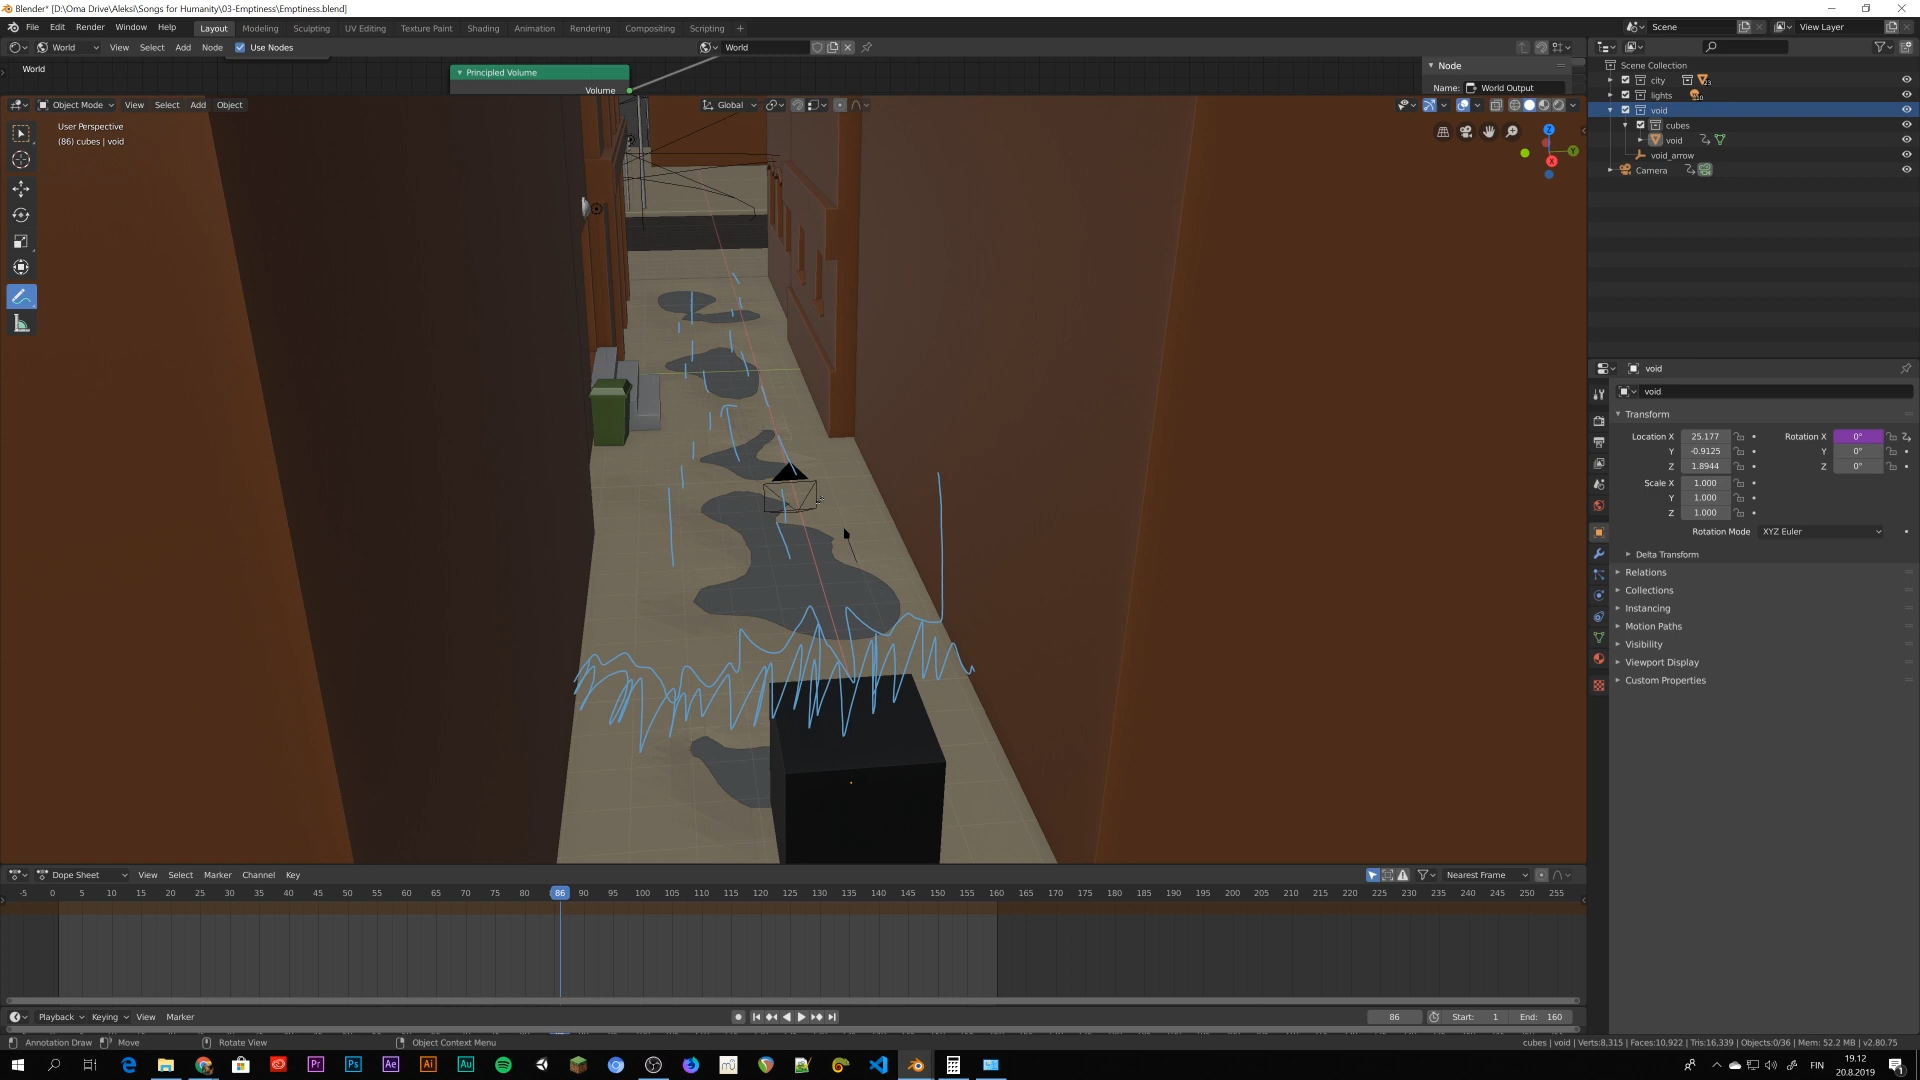 Blender* [D:\Oma Drive\Aleksi\Songs for Humanity\03-Emptiness\Emptiness.blend]
File Edit Render Window Help Layout Modeling Sculpting UV Editing Texture Paint Shading Animation Rendering Compositing Scripting + Scene View Layer
World View Select Add Node Use Nodes World
World
Principled Volume
Volume
Node
Name: World Output
Object Mode View Select Add Object Global
User Perspective
(86) cubes | void
Z
Y
X
Scene Collection
city
lights
void
cubes
void
void_arrow
Camera
void
void
Transform
Location X 25.177 Rotation X 0°
Y -0.9125 Y 0°
Z 1.8944 Z 0°
Scale X 1.000
Y 1.000
Z 1.000
Rotation Mode XYZ Euler
Delta Transform
Relations
Collections
Instancing
Motion Paths
Visibility
Viewport Display
Custom Properties
Dope Sheet View Select Marker Channel Key Nearest Frame
-5 0 5 10 15 20 25 30 35 40 45 50 55 60 65 70 75 80 86 90 95 100 105 110 115 120 125 130 135 140 145 150 155 160 165 170 175 180 185 190 195 200 205 210 215 220 225 230 235 240 245 250 255
Playback Keying View Marker 86 Start: 1 End: 160
Annotation Draw Move Rotate View Object Context Menu cubes | void | Verts:8,315 | Faces:10,922 | Tris:16,339 | Objects:0/36 | Mem: 52.2 MB | v2.80.75
Pr Ps Ae Ai Au FIN 19.12
20.8.2019